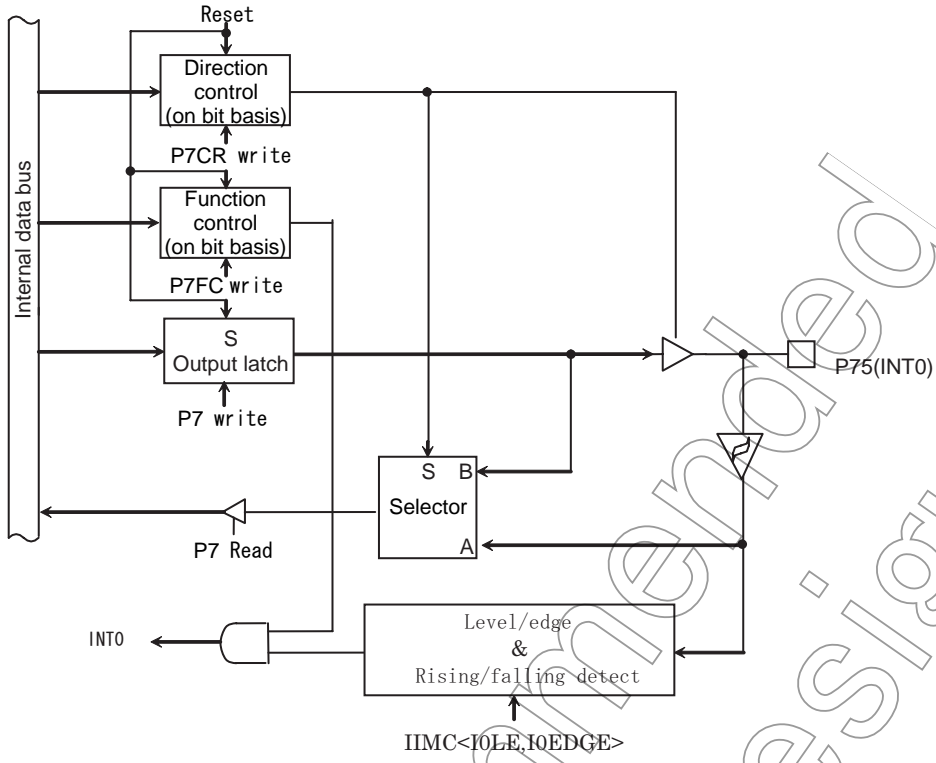 Reset
Internal data bus
Direction
control
(on bit basis)
P7CR write
Function
control
(on bit basis)
P7FC write
S
Output latch
P7 write
P75(INT0)
S B
Selector
A
P7 Read
INT0
Level/edge
&
Rising/falling detect
IIMC<I0LE,I0EDGE>